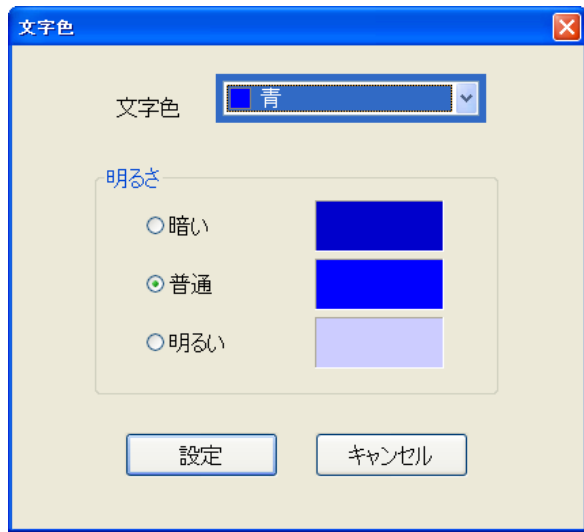 文字色
文字色 青
明るさ
暗い
普通
明るい
設定 キャンセル